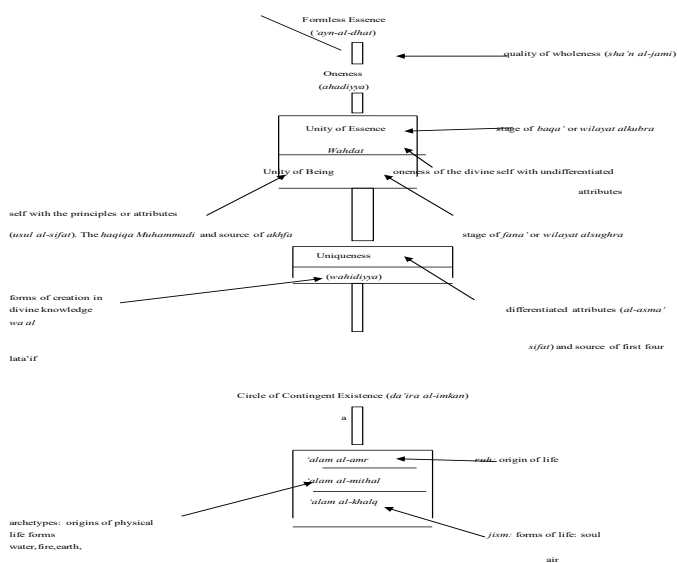 Formless Essence
('ayn-al-dhat)
quality of wholeness (sha'n al-jami)
Oneness
(ahadiyya)
Unity of Essence
stage of baqa' or wilayat alkubra
Wahdat
Unity of Being
oneness of the divine self with undifferentiated
attributes
self with the principles or attributes
(usul al-sifat). The haqiqa Muhammadi and source of akhfa
stage of fana' or wilayat alsughra
Uniqueness
(wahidiyya)
forms of creation in
divine knowledge
wa al
differentiated attributes (al-asma'
sifat) and source of first four
lata'if
Circle of Contingent Existence (da'ira al-imkan)
a
'alam al-amr
ruh: origin of life
'alam al-mithal
'alam al-khalq
archetypes: origins of physical
life forms
water,fire,earth,
jism: forms of life: soul
air